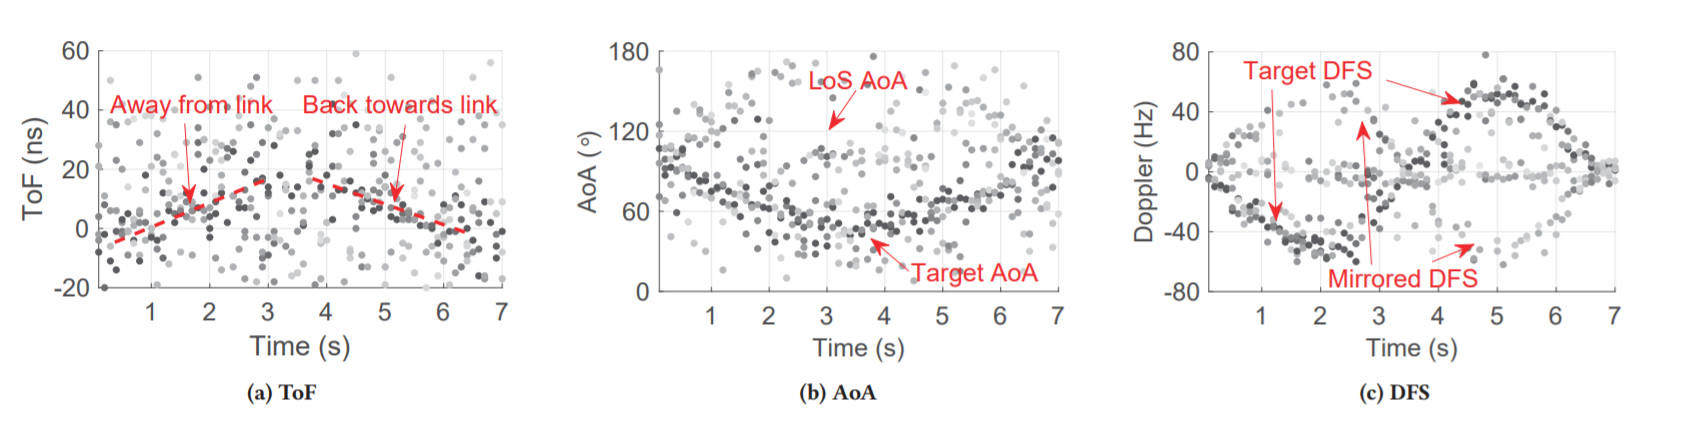 60
40
20
0
-20
ToF (ns)
Away from link
Back towards link
1 2 3 4 5 6 7
Time (s)
(a) ToF
180
120
60
0
AoA (°)
LoS AoA
Target AoA
1 2 3 4 5 6 7
Time (s)
(b) AoA
80
40
0
-40
-80
Doppler (Hz)
Target DFS
Mirrored DFS
1 2 3 4 5 6 7
Time (s)
(c) DFS